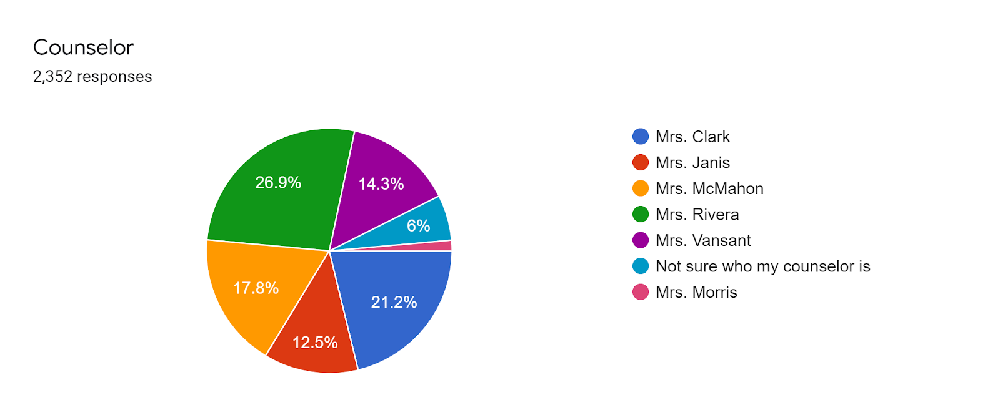 Counselor
2,352 responses
26.9%
14.3%
6%
17.8%
21.2%
12.5%
Mrs. Clark
Mrs. Janis
Mrs. McMahon
Mrs. Rivera
Mrs. Vansant
Not sure who my counselor is
Mrs. Morris